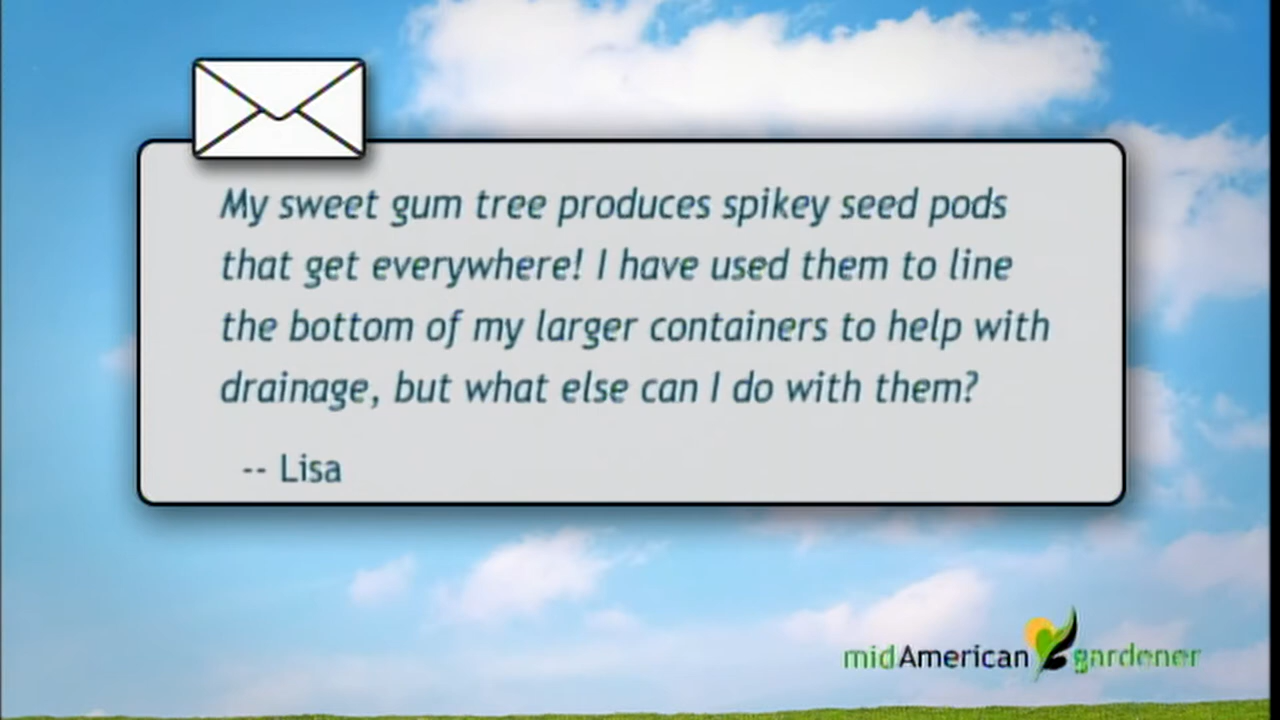 My sweet gum tree produces spikey seed pods
that get everywhere! I have used them to line
the bottom of my larger containers to help with
drainage, but what else can I do with them?
-- Lisa
midAmerican gardener